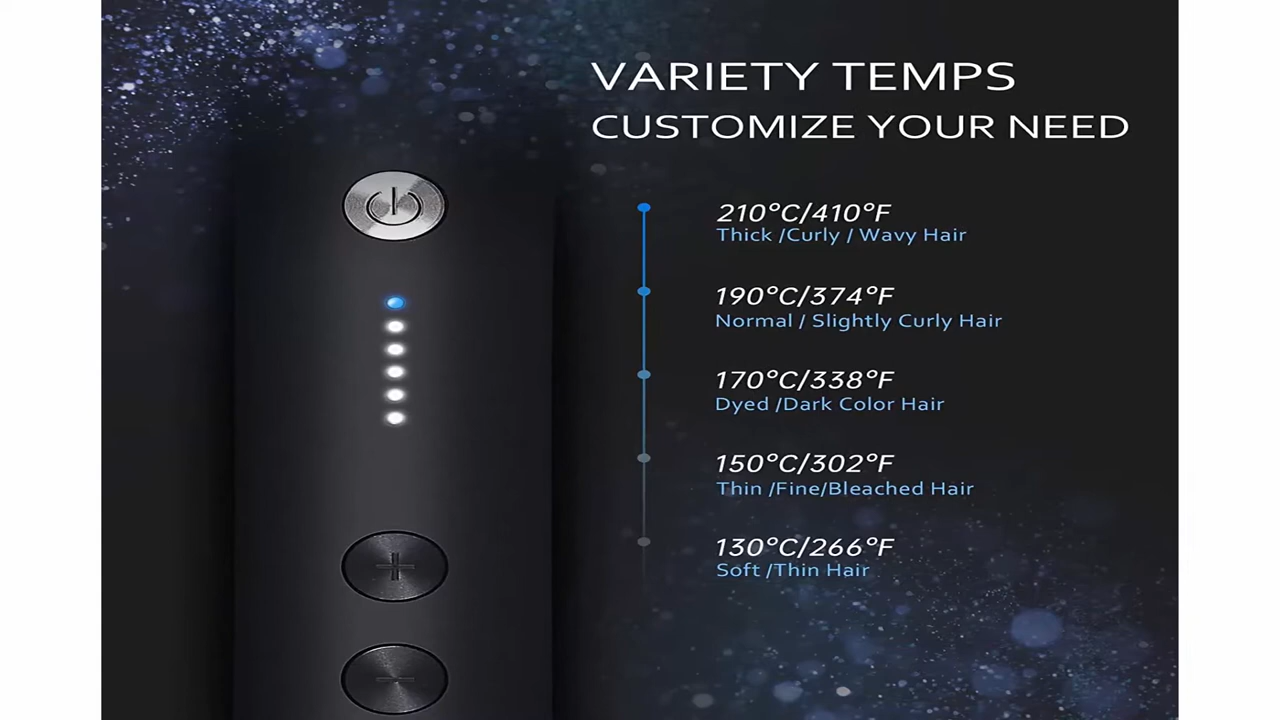 VARIETY TEMPS
CUSTOMIZE YOUR NEED
210°C/410°F
Thick /Curly / Wavy Hair
190°C/374°F
Normal / Slightly Curly Hair
170°C/338°F
Dyed /Dark Color Hair
150°C/302°F
Thin /Fine/Bleached Hair
130°C/266°F
Soft /Thin Hair